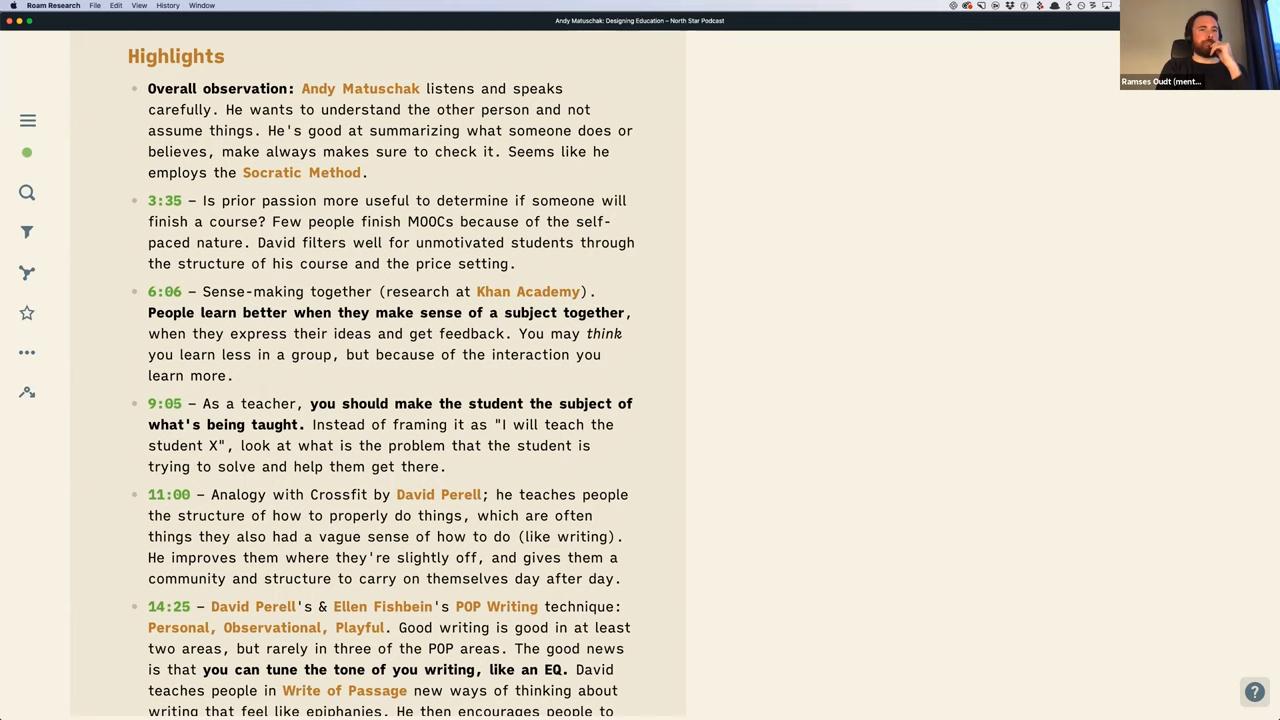 Roam Research File Edit View History Window
Andy Matuschak: Designing Education – North Star Podcast
Ramses Oudt (ment...
Highlights
Overall observation: Andy Matuschak listens and speaks
carefully. He wants to understand the other person and not
assume things. He's good at summarizing what someone does or
believes, make always makes sure to check it. Seems like he
employs the Socratic Method.
3:35 – Is prior passion more useful to determine if someone will
finish a course? Few people finish MOOCs because of the self-
paced nature. David filters well for unmotivated students through
the structure of his course and the price setting.
6:06 – Sense-making together (research at Khan Academy).
People learn better when they make sense of a subject together,
when they express their ideas and get feedback. You may think
you learn less in a group, but because of the interaction you
learn more.
9:05 – As a teacher, you should make the student the subject of
what's being taught. Instead of framing it as "I will teach the
student X", look at what is the problem that the student is
trying to solve and help them get there.
11:00 – Analogy with Crossfit by David Perell; he teaches people
the structure of how to properly do things, which are often
things they also had a vague sense of how to do (like writing).
He improves them where they're slightly off, and gives them a
community and structure to carry on themselves day after day.
14:25 – David Perell's & Ellen Fishbein's POP Writing technique:
Personal, Observational, Playful. Good writing is good in at least
two areas, but rarely in three of the POP areas. The good news
is that you can tune the tone of you writing, like an EQ. David
teaches people in Write of Passage new ways of thinking about
writing that feel like epiphanies. He then encourages people to